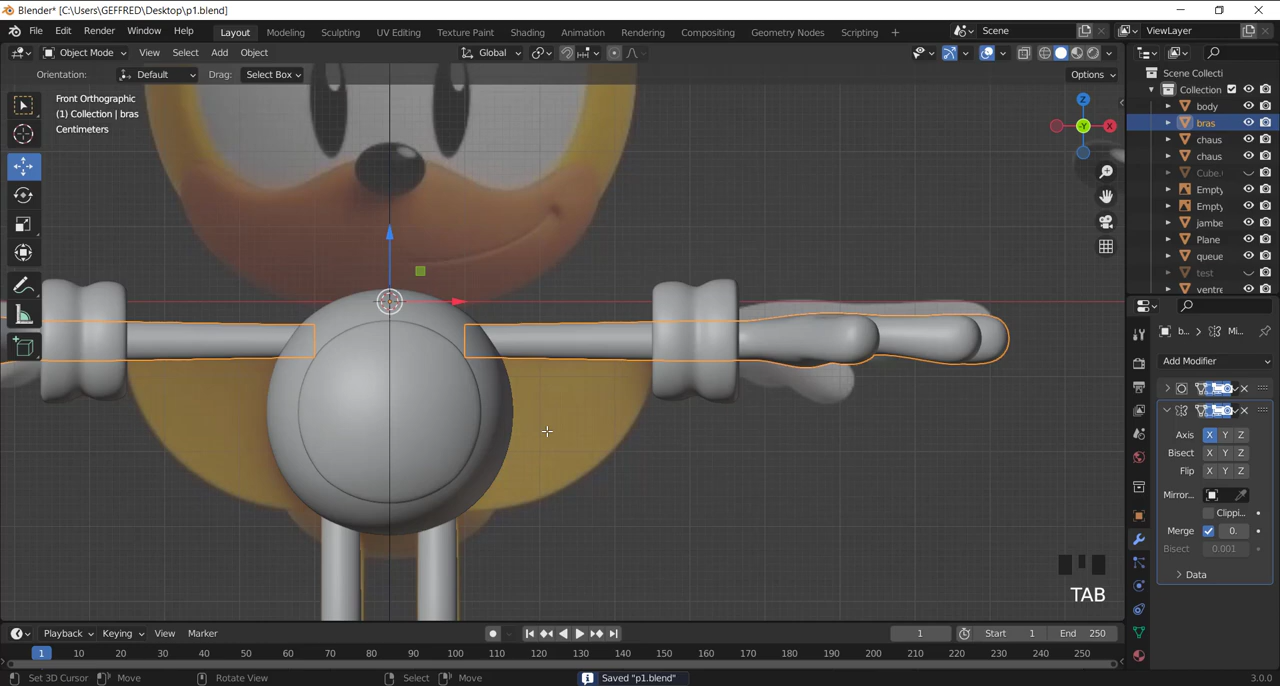 Blender* [C:\Users\GEFFRED\Desktop\p1.blend]
File Edit Render Window Help Layout Modeling Sculpting UV Editing Texture Paint Shading Animation Rendering Compositing Geometry Nodes Scripting + Scene ViewLayer
Object Mode View Select Add Object Global
Orientation: Default Drag: Select Box Options
Front Orthographic
(1) Collection | bras
Centimeters
Z
-Y
X
Scene Collecti
Collection
body
bras
chaus
chaus
Cube.
Empty
Empty
jambe
Plane
queue
test
ventre
b... Mi...
Add Modifier
Axis X Y Z
Bisect X Y Z
Flip X Y Z
Mirror...
Clippi...
Merge 0.
Bisect 0.001
Data
TAB
Playback Keying View Marker 1 Start 1 End 250
1 10 20 30 40 50 60 70 80 90 100 110 120 130 140 150 160 170 180 190 200 210 220 230 240 250
Set 3D Cursor Move Rotate View Select Move Saved "p1.blend" 3.0.0